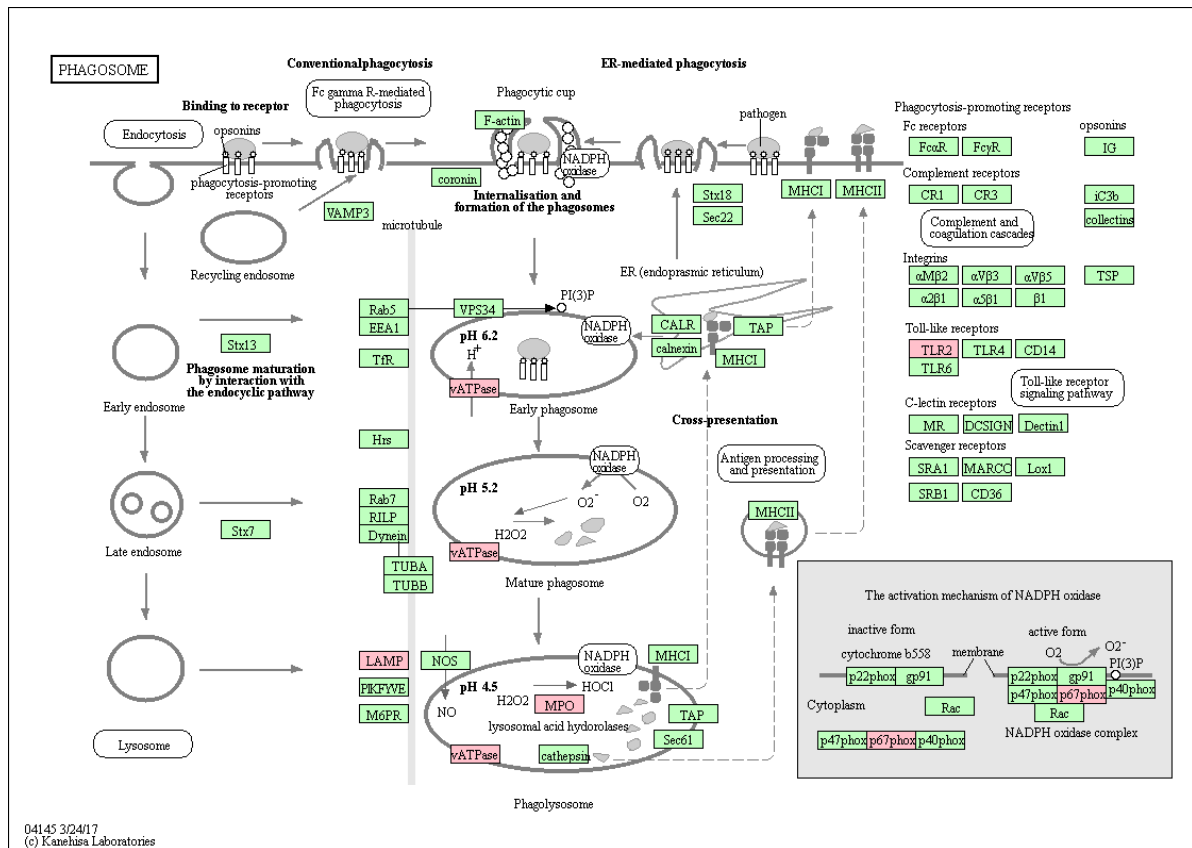 PHAGOSOME
Conventionalphagocytosis
ER-mediated phagocytosis
Fc gamma R-mediated
phagocytosis
Phagocytic cup
Binding to receptor
Endocytosis
opsonins
F-actin
pathogen
NADPH
oxidase
phagocytosis-promoting
receptors
coronin
Internalisation and
formation of the phagosomes
Stx18
Sec22
MHCI
MHCII
VAMP3
microtubule
Recycling endosome
ER (endoprasmic reticulum)
Rab5
EEA1
VPS34
PI(3)P
Stx13
TfR
pH 6.2
H+
NADPH
oxidase
CALR
calnexin
TAP
MHCI
Phagosome maturation
by interaction with
the endocyclic pathway
vATPase
Early endosome
Early phagosome
Cross-presentation
Hrs
NADPH
oxidase
Antigen processing
and presentation
pH 5.2
O2-
O2
Rab7
RILP
Dynein
H2O2
MHCII
Stx7
vATPase
Late endosome
TUBA
TUBB
Mature phagosome
LAMP
NOS
NADPH
oxidase
MHCI
PIKFYVE
pH 4.5
H2O2
HOCl
MPO
M6PR
NO
lysosomal acid hydorolases
TAP
Sec61
Lysosome
vATPase
cathepsin
Phagolysosome
Phagocytosis-promoting receptors
Fc receptors
opsonins
FcαR
FcγR
IG
Complement receptors
CR1
CR3
iC3b
collectins
Complement and
coagulation cascades
Integrins
αMβ2
αVβ3
αVβ5
TSP
α2β1
α5β1
β1
Toll-like receptors
TLR2
TLR4
CD14
TLR6
Toll-like receptor
signaling pathway
C-lectin receptors
MR
DCSIGN
Dectin1
Scavenger receptors
SRA1
MARCO
Lox1
SRB1
CD36
The activation mechanism of NADPH oxidase
inactive form
active form
cytochrome b558
membrane
O2
O2-
PI(3)P
p22phox
gp91
p22phox
gp91
p47phox
p67phox
p40phox
Cytoplasm
Rac
Rac
NADPH oxidase complex
p47phox
p67phox
p40phox
04145 3/24/17
(c) Kanehisa Laboratories